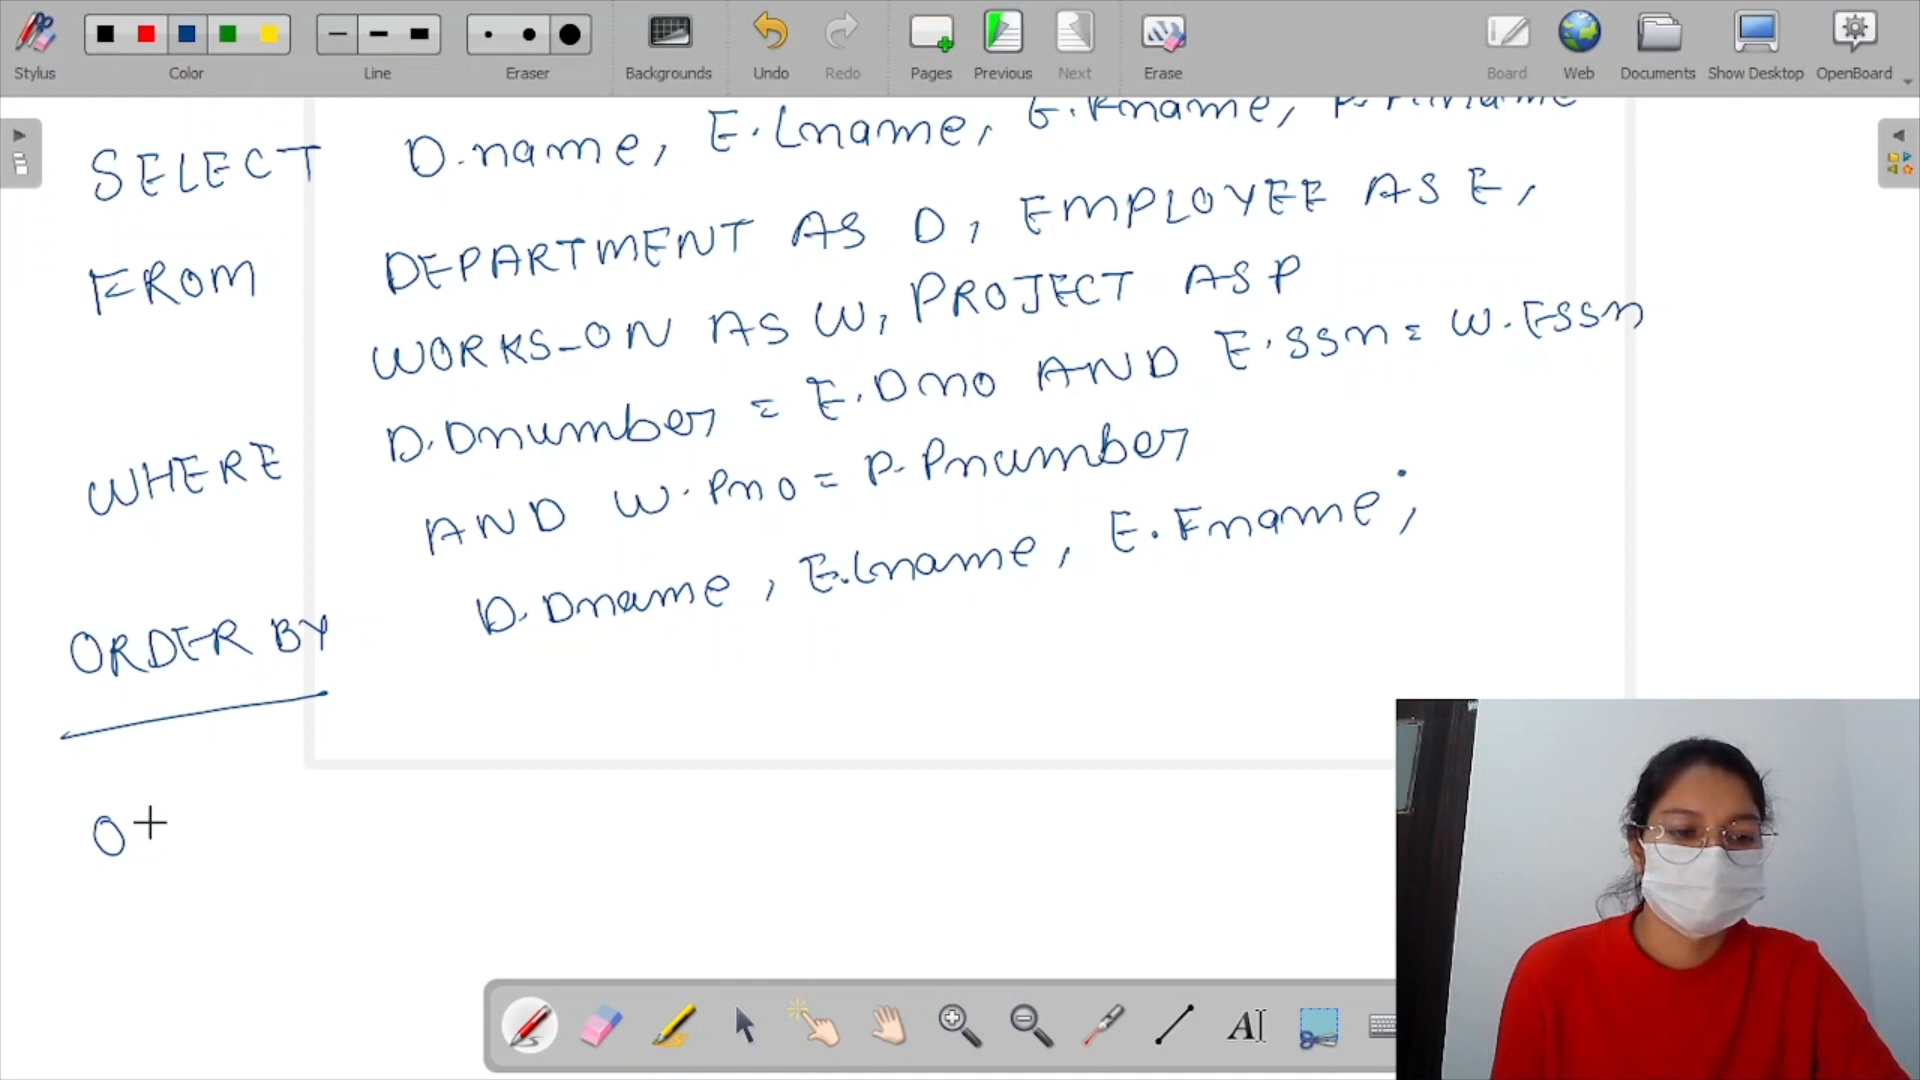 Stylus Color Line Eraser Backgrounds Undo Redo Pages Previous Next Erase Board Web Documents Show Desktop OpenBoard
SELECT D.name, E.Lname, E.Fname,
FROM DEPARTMENT AS D, EMPLOYEE AS E,
WORKS-ON AS W, PROJECT AS P
WHERE D.Dnumber = E.Dno AND E.ssn = W.Essn
AND W.Pno = P.Pnumber
ORDER BY D.Dname, E.Lname, E.Fname;
O